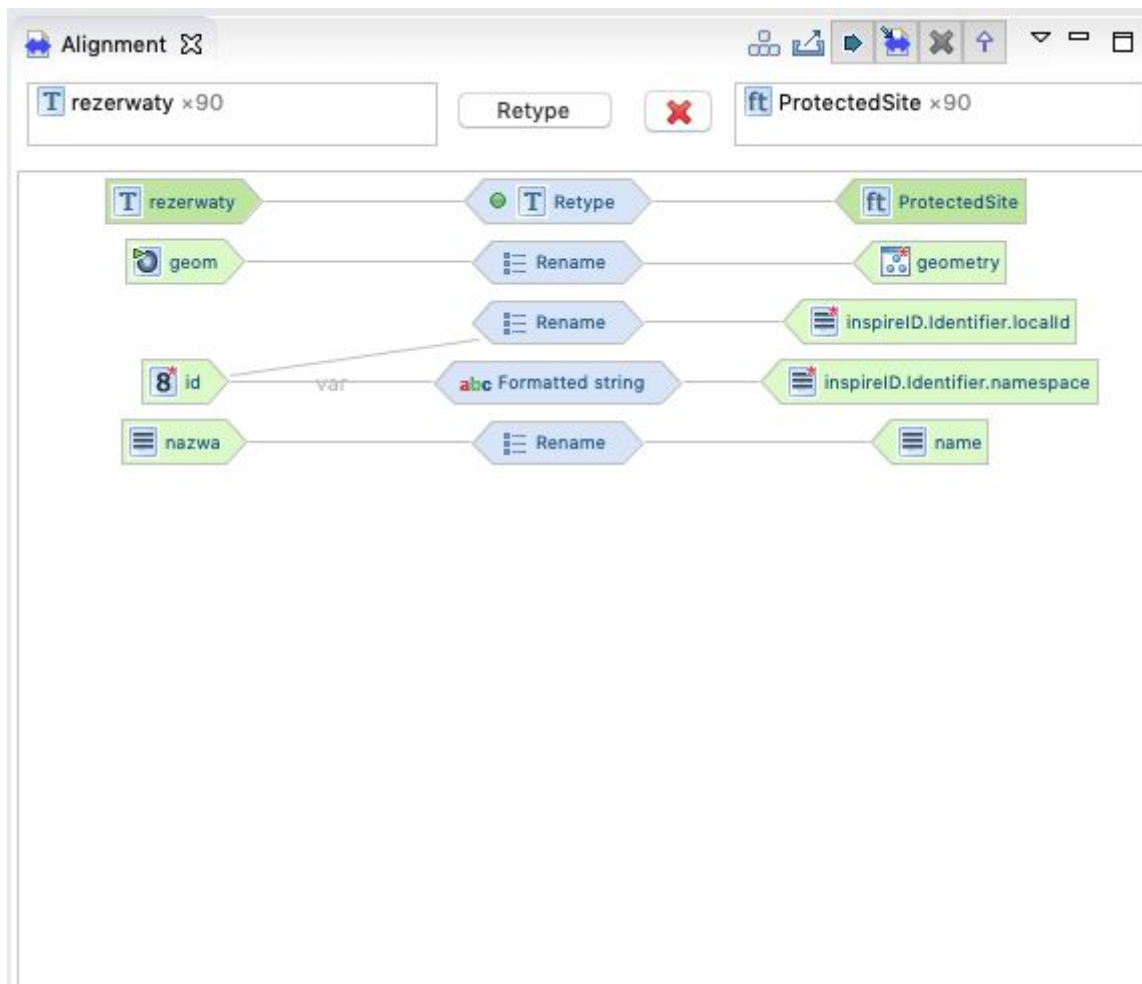 Alignment
T rezerwaty ×90 Retype ft ProtectedSite ×90
T rezerwaty T Retype ft ProtectedSite
geom Rename geometry
Rename inspireID.Identifier.localId
8 id var abc Formatted string inspireID.Identifier.namespace
nazwa Rename name